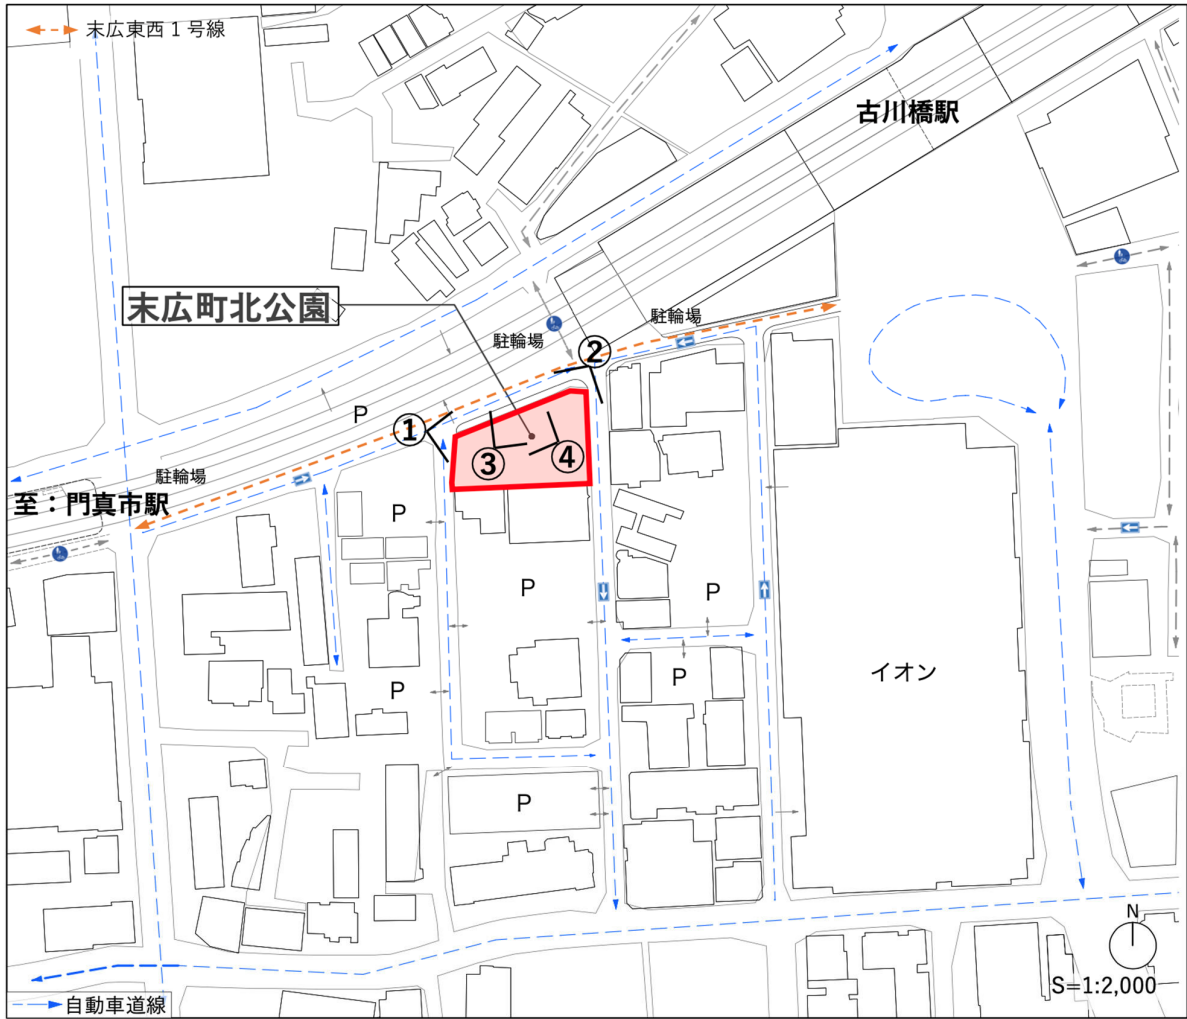 末広東西1号線
古川橋駅
末広町北公園
駐輪場
駐輪場
②
P
①
③
④
駐輪場
至：門真市駅
P
P
P
イオン
P
P
P
P
N
S=1:2,000
自動車道線